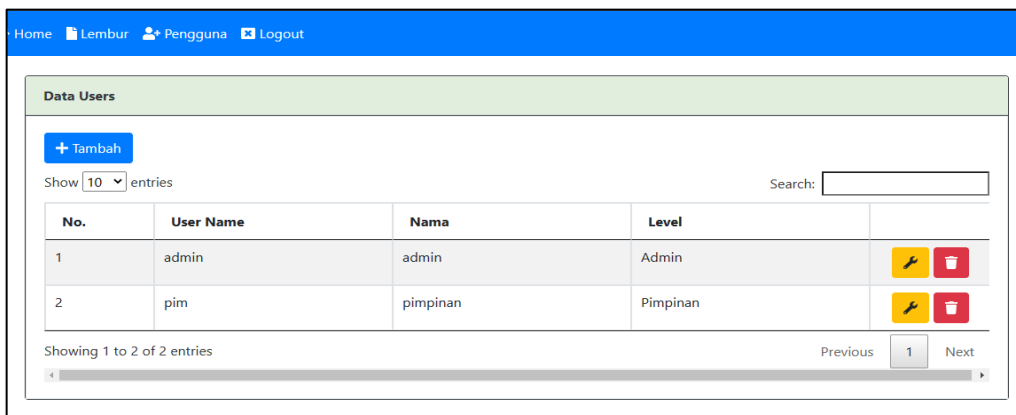 Home Lembur Pengguna Logout
Data Users
Tambah
Show 10 entries Search:
No. User Name Nama Level
1 admin admin Admin
2 pim pimpinan Pimpinan
Showing 1 to 2 of 2 entries Previous 1 Next